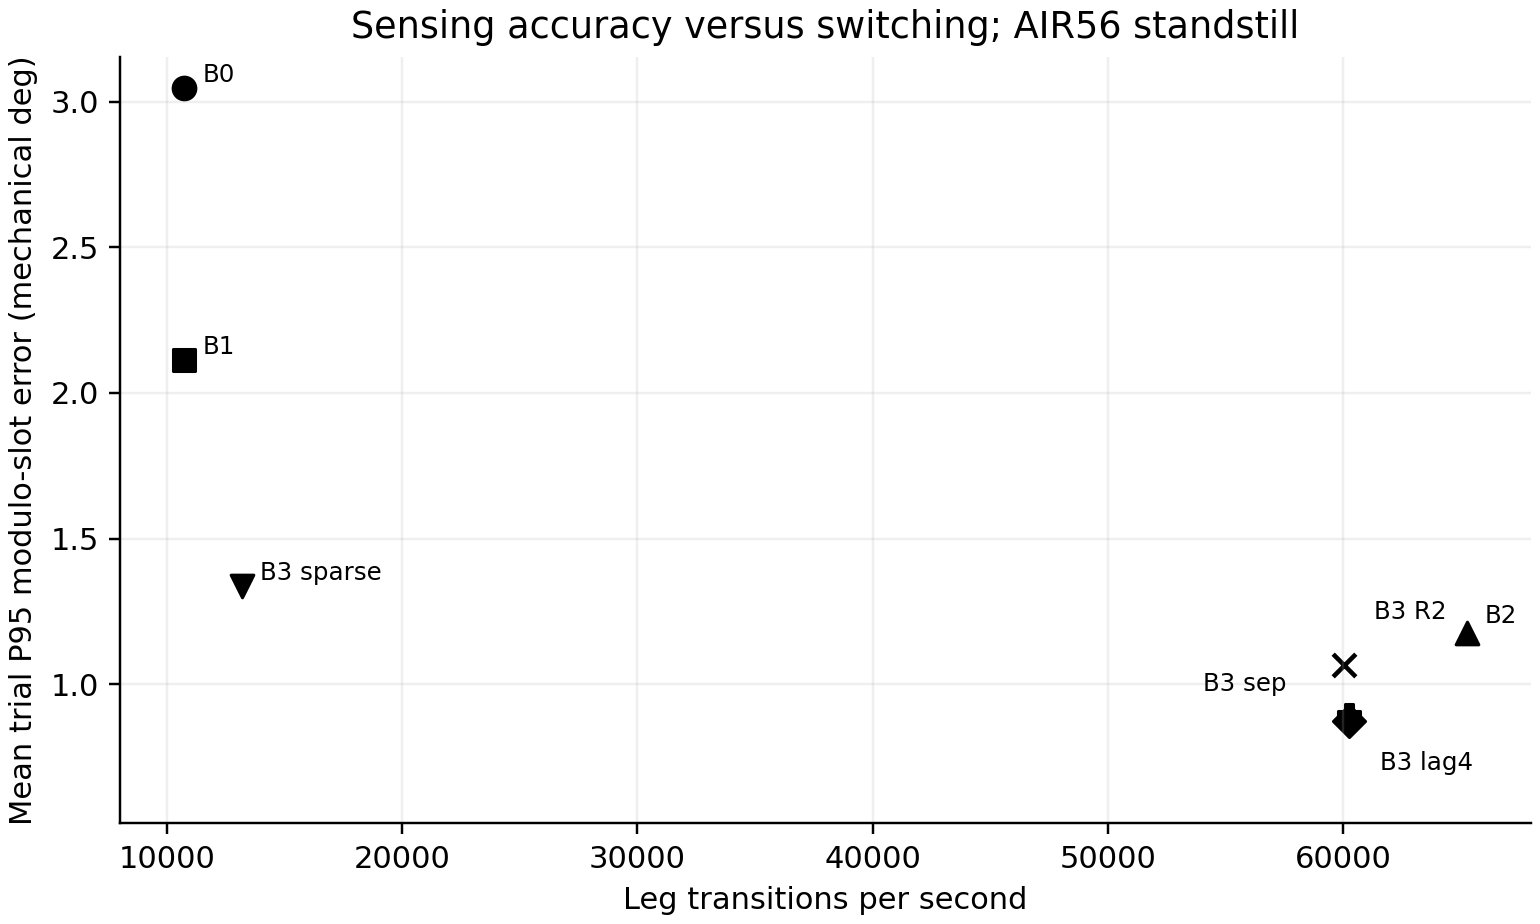 Sensing accuracy versus switching; AIR56 standstill
Mean trial P95 modulo-slot error (mechanical deg)
3.0
2.5
2.0
1.5
1.0
B0
B1
B3 sparse
B3 R2
B2
B3 sep
B3 lag4
10000
20000
30000
40000
50000
60000
Leg transitions per second